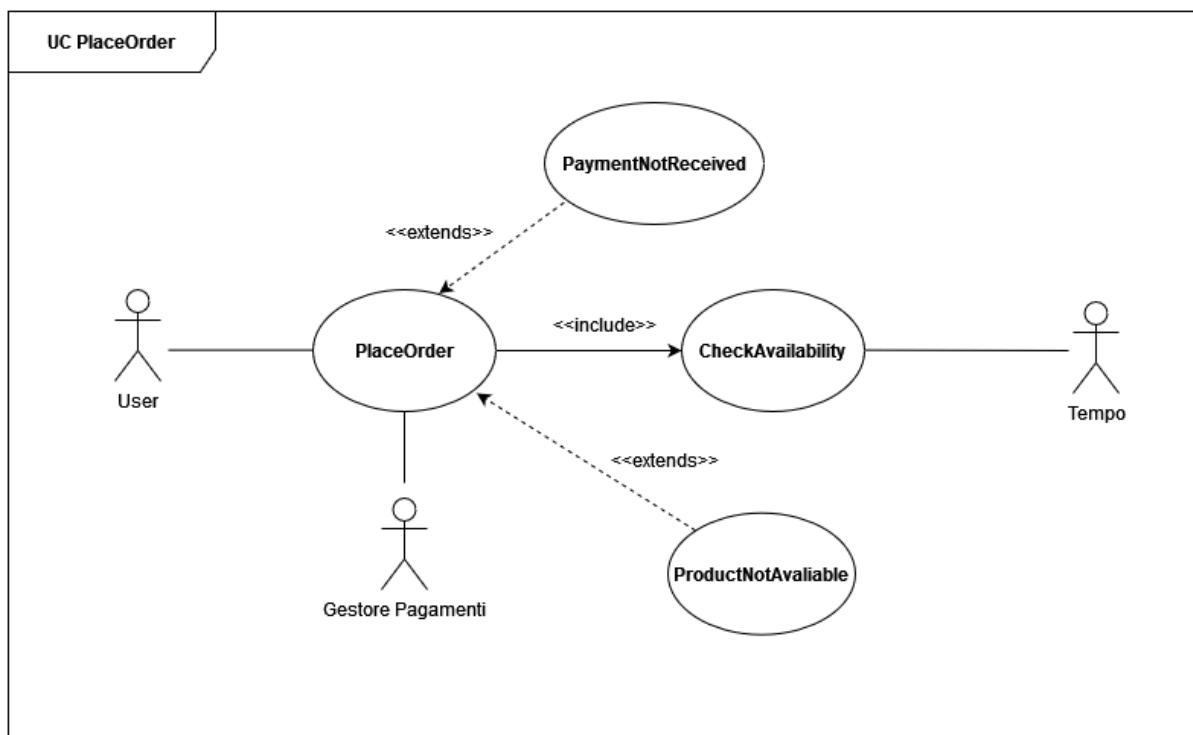 UC PlaceOrder
PaymentNotReceived
<<extends>>
<<include>>
PlaceOrder
CheckAvailability
User
Tempo
<<extends>>
ProductNotAvaliable
Gestore Pagamenti